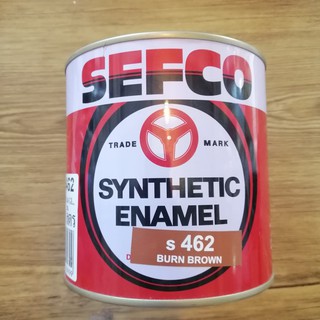 SEFCO
TRADE MARK
SYNTHETIC
ENAMEL
S 462
BURN BROWN